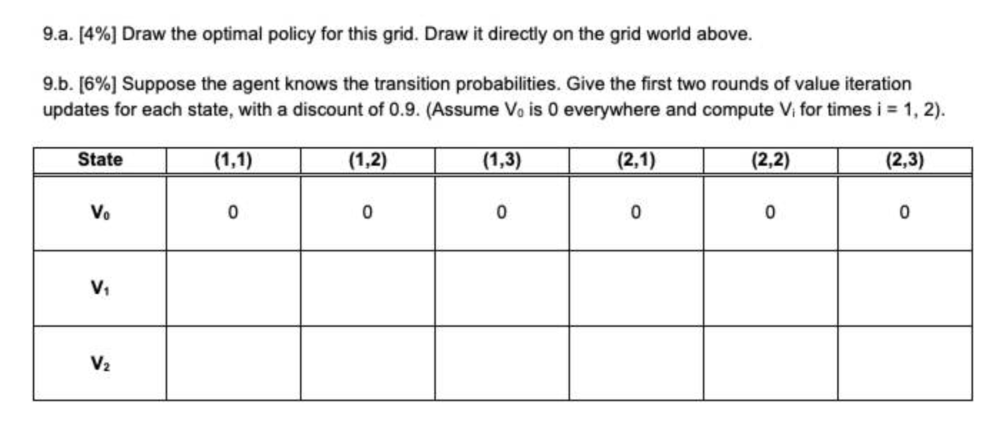 9.a. [4%] Draw the optimal policy for this grid. Draw it directly on the grid world above.
9.b. [6%] Suppose the agent knows the transition probabilities. Give the first two rounds of value iteration
updates for each state, with a discount of 0.9. (Assume V₀ is 0 everywhere and compute Vᵢ for times i = 1, 2).
State (1,1) (1,2) (1,3) (2,1) (2,2) (2,3)
V₀ 0 0 0 0 0 0
V₁
V₂